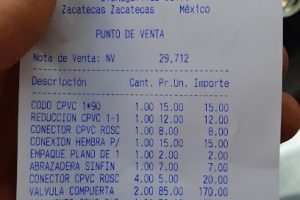 Zacatecas Zacatecas México
PUNTO DE VENTA
Nota de Venta: NV 29,712
Descripción Cant. Pr.Un. Importe
CODO CPVC 1*90 1.00 15.00 15.00
REDUCCION CPVC 1-1 1.00 12.00 12.00
CONECTOR CPVC ROSC 1.00 8.00 8.00
CONEXION HEMBRA P/ 1.00 15.00 15.00
EMPAQUE PLANO DE 1 1.00 2.00 2.00
ABRAZADERA SINFIN 1.00 7.00 7.00
CONECTOR CPVC ROSC 4.00 5.00 20.00
VALVULA COMPUERTA 2.00 85.00 170.00